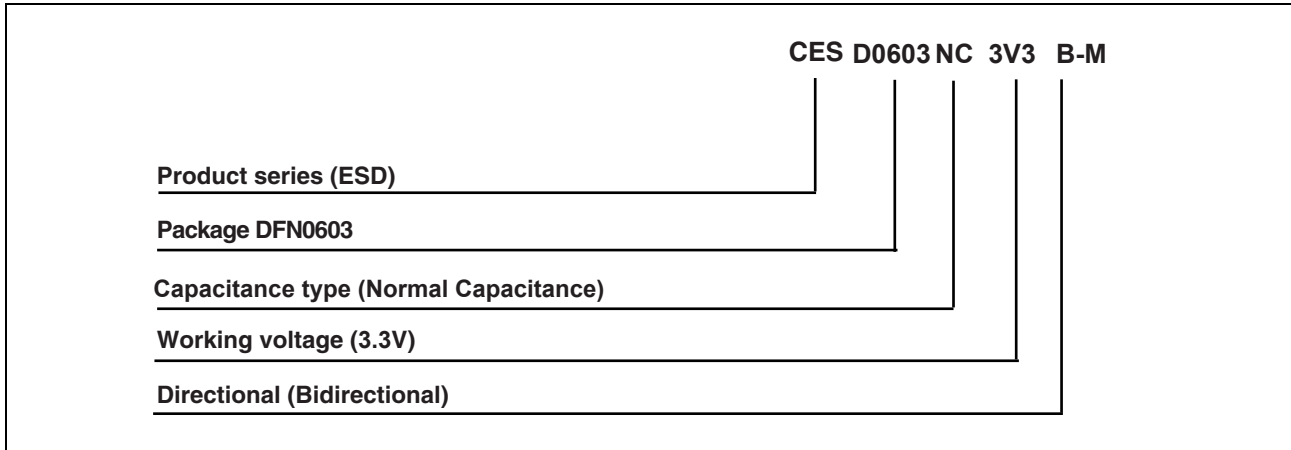 CES D0603 NC 3V3 B-M
Product series (ESD)
Package DFN0603
Capacitance type (Normal Capacitance)
Working voltage (3.3V)
Directional (Bidirectional)